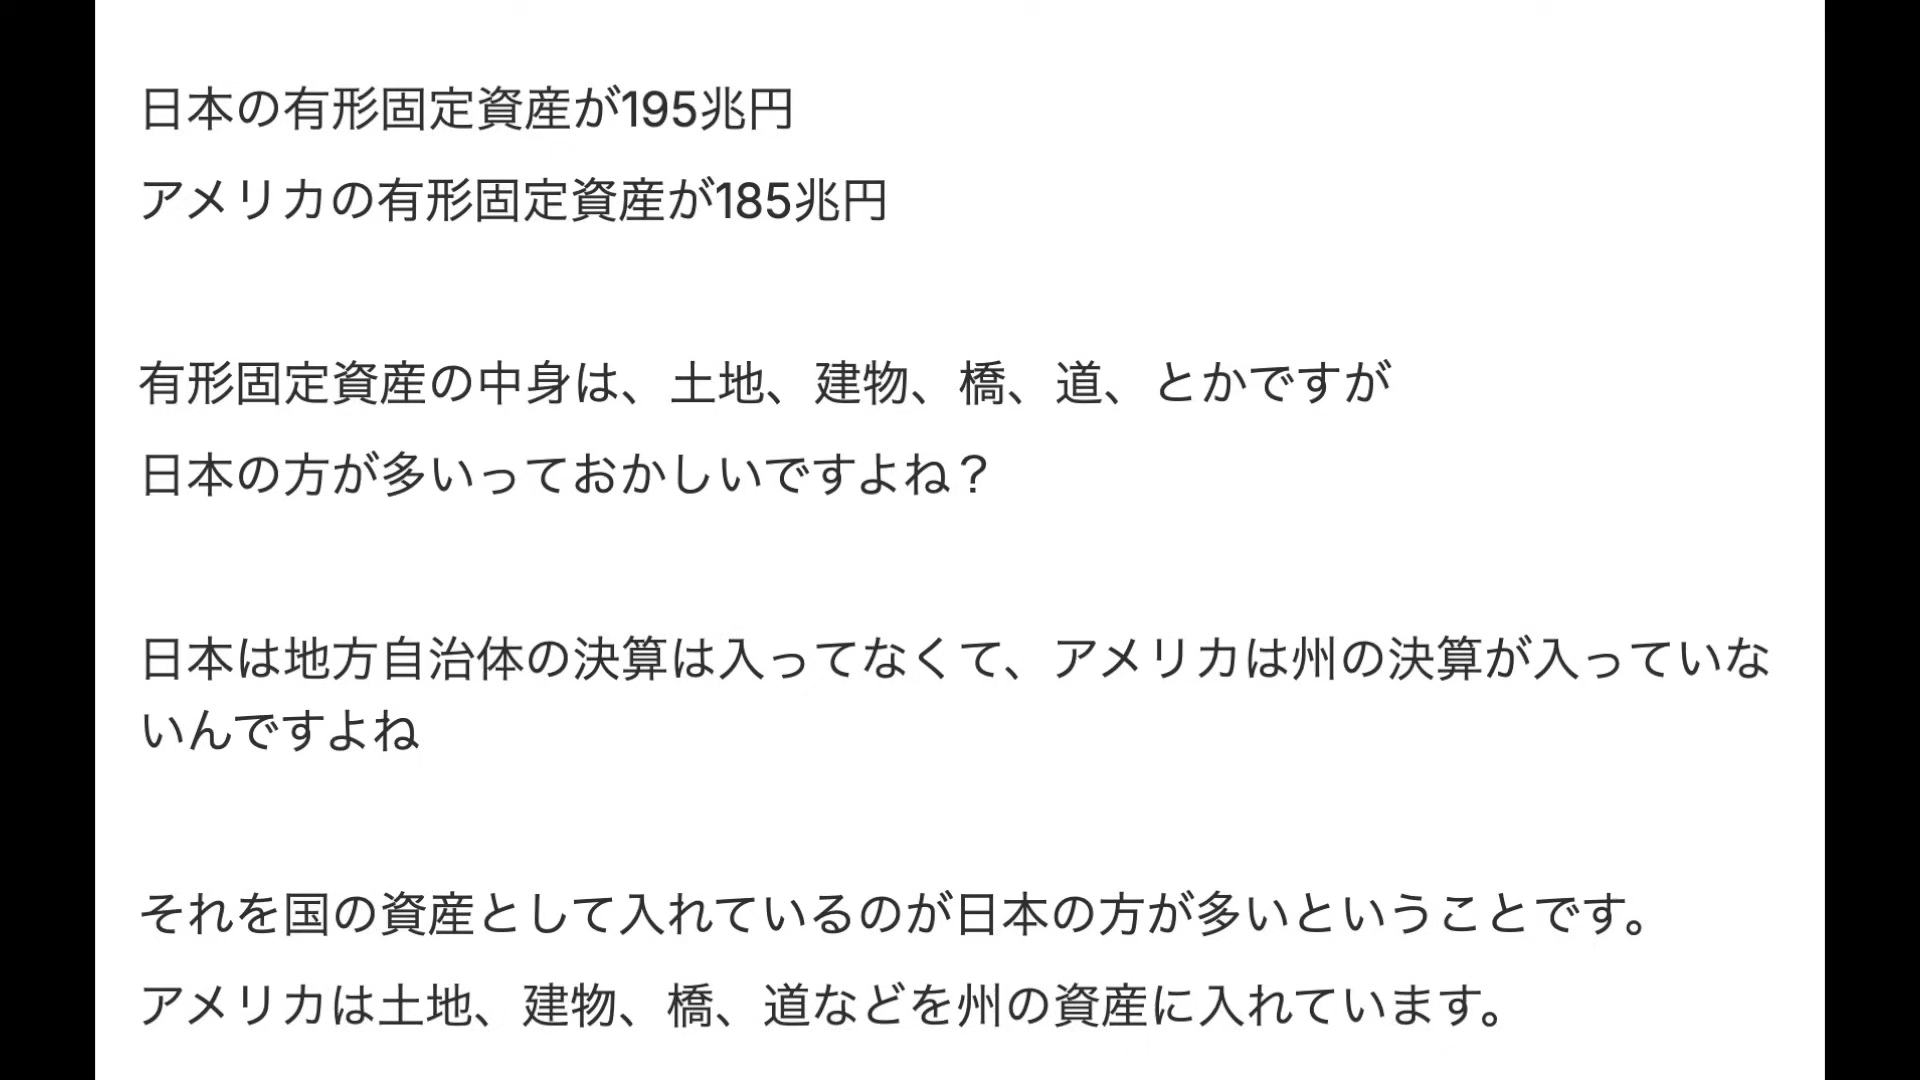 日本の有形固定資産が195兆円
アメリカの有形固定資産が185兆円
有形固定資産の中身は、土地、建物、橋、道、とかですが
日本の方が多いっておかしいですよね？
日本は地方自治体の決算は入ってなくて、アメリカは州の決算が入っていな
いんですよね
それを国の資産として入れているのが日本の方が多いということです。
アメリカは土地、建物、橋、道などを州の資産に入れています。